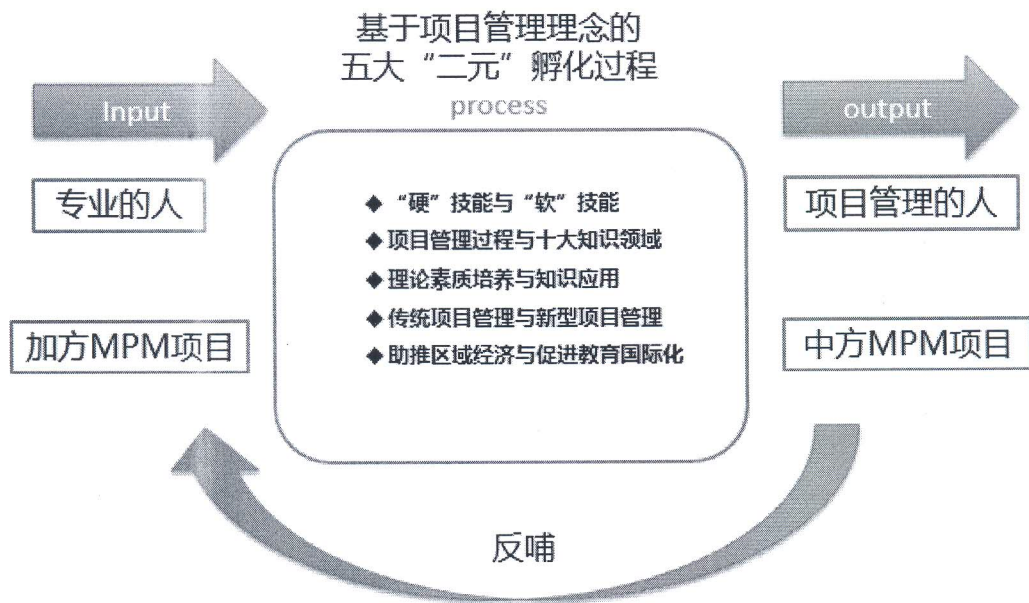 基于项目管理理念的
五大“二元”孵化过程
process
Input
output
专业的人
项目管理的人
◆“硬”技能与“软”技能
◆项目管理过程与十大知识领域
◆理论素质培养与知识应用
◆传统项目管理与新型项目管理
◆助推区域经济与促进教育国际化
加方MPM项目
中方MPM项目
反哺